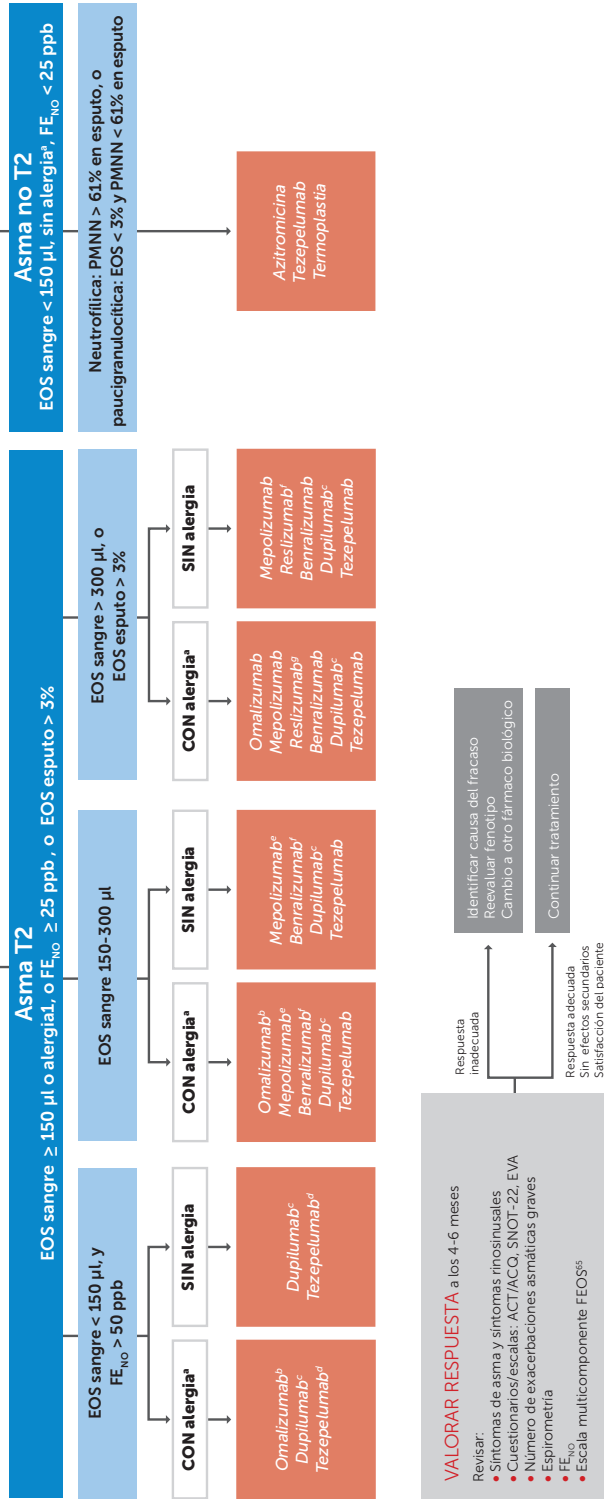 Asma T2
EOS sangre ≥ 150 µl o alergia1, o FE_NO ≥ 25 ppb , o EOS esputo > 3%
EOS sangre < 150 µl, y
FE_NO > 50 ppb
CON alergiaª
Omalizumabᵇ
Dupilumabᶜ
Tezepelumabᵈ
SIN alergia
Dupilumabᶜ
Tezepelumabᵈ
EOS sangre 150-300 µl
CON alergiaª
Omalizumabᵇ
Mepolizumabᵉ
Benralizumabᶠ
Dupilumabᶜ
Tezepelumab
SIN alergia
Mepolizumabᵉ
Benralizumabᶠ
Dupilumabᶜ
Tezepelumab
EOS sangre > 300 µl, o
EOS esputo > 3%
CON alergiaª
Omalizumab
Mepolizumab
Reslizumabᵍ
Benralizumab
Dupilumabᶜ
Tezepelumab
SIN alergia
Mepolizumab
Reslizumabᶠ
Benralizumab
Dupilumabᶜ
Tezepelumab
Asma no T2
EOS sangre < 150 µl, sin alergiaª, FE_NO < 25 ppb
Neutrofílica: PMNN > 61% en esputo, o
paucigranulocítica: EOS < 3% y PMNN < 61% en esputo
Azitromicina
Tezepelumab
Termoplastia
VALORAR RESPUESTA a los 4-6 meses
Revisar:
• Síntomas de asma y síntomas rinosinusales
• Cuestionarios/escalas: ACT/ACQ, SNOT-22, EVA
• Número de exacerbaciones asmáticas graves
• Espirometría
• FE_NO
• Escala multicomponente FEOS⁶⁵
Respuesta
inadecuada
Identificar causa del fracaso
Reevaluar fenotipo
Cambio a otro fármaco biológico
Respuesta adecuada
Sin efectos secundarios
Satisfacción del paciente
Continuar tratamiento